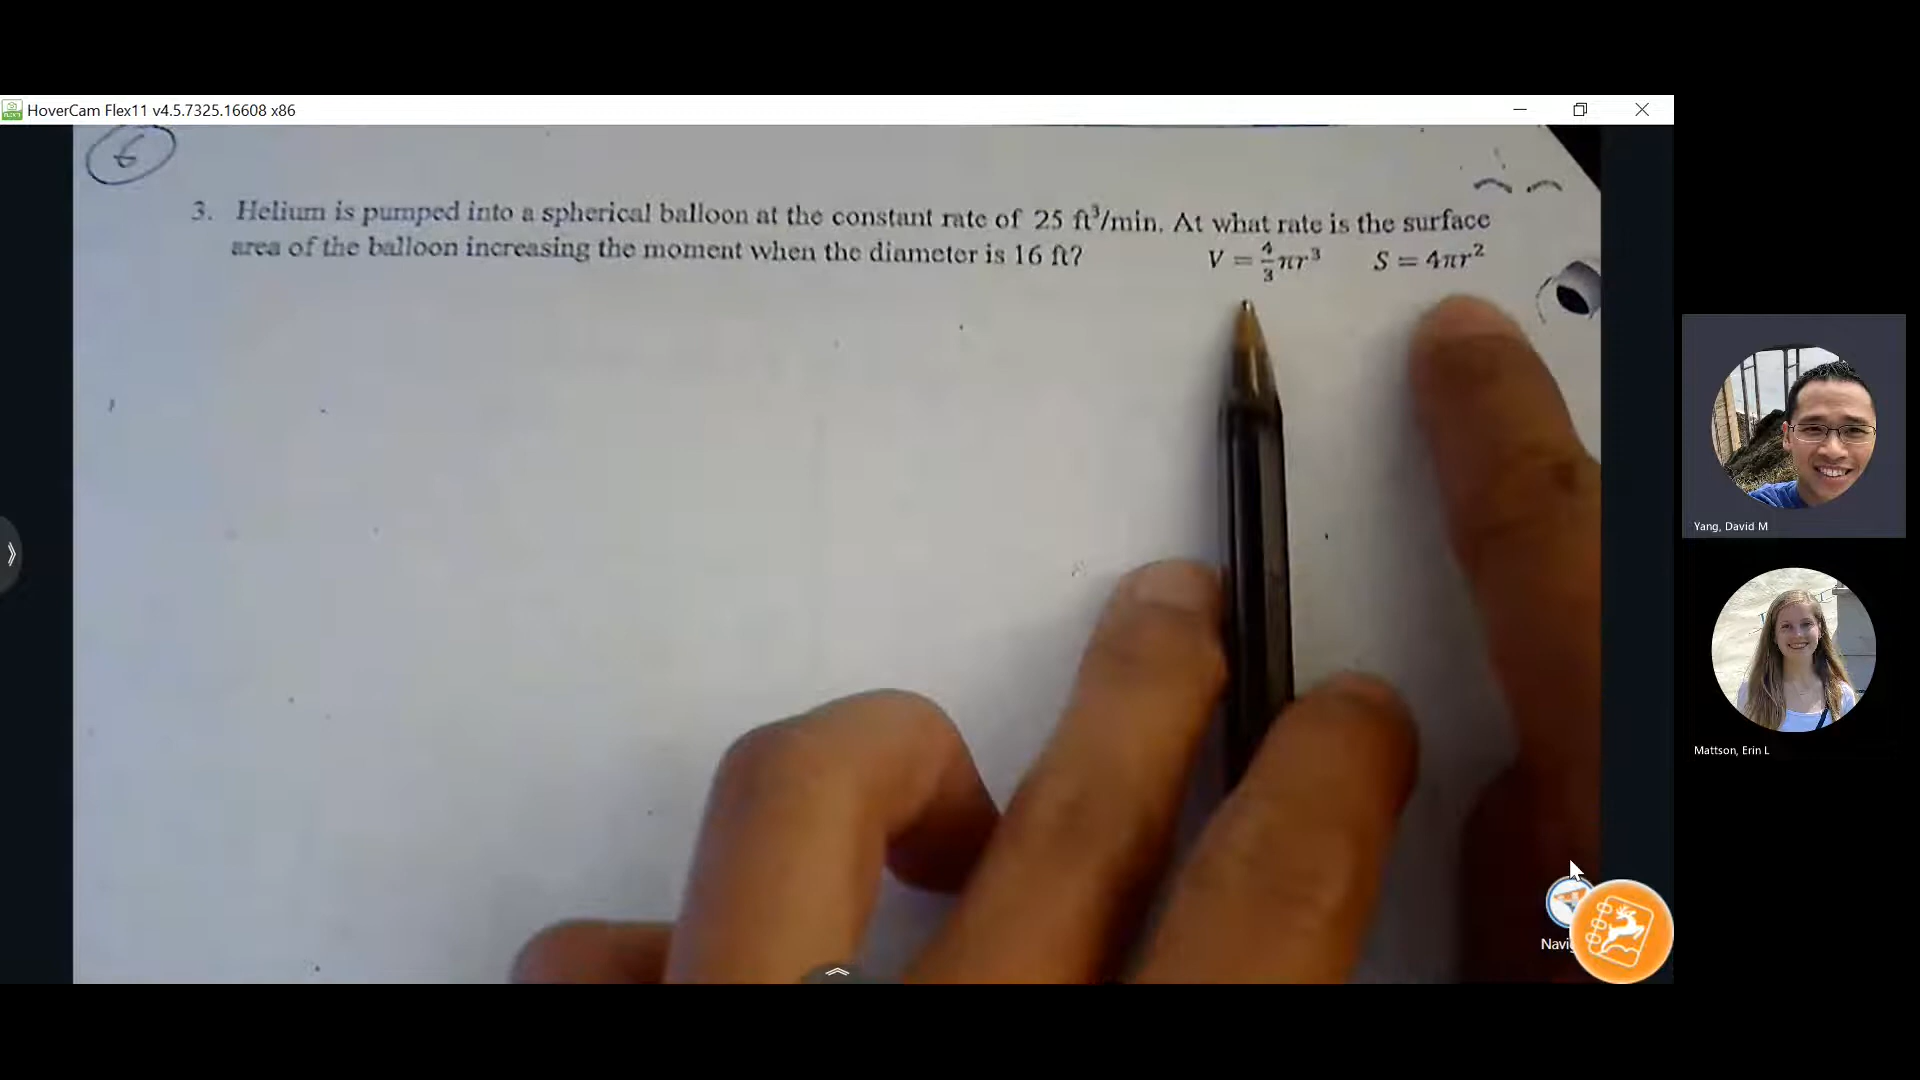 HoverCam Flex11 v4.5.7325.16608 x86
6
3. Helium is pumped into a spherical balloon at the constant rate of 25 ft³/min. At what rate is the surface
area of the balloon increasing the moment when the diameter is 16 ft?
V = 4/3 πr³ S = 4πr²
Yang, David M
Mattson, Erin L